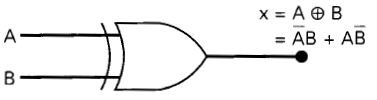 x = A ⊕ B
= A̅B + AB̅
A
B